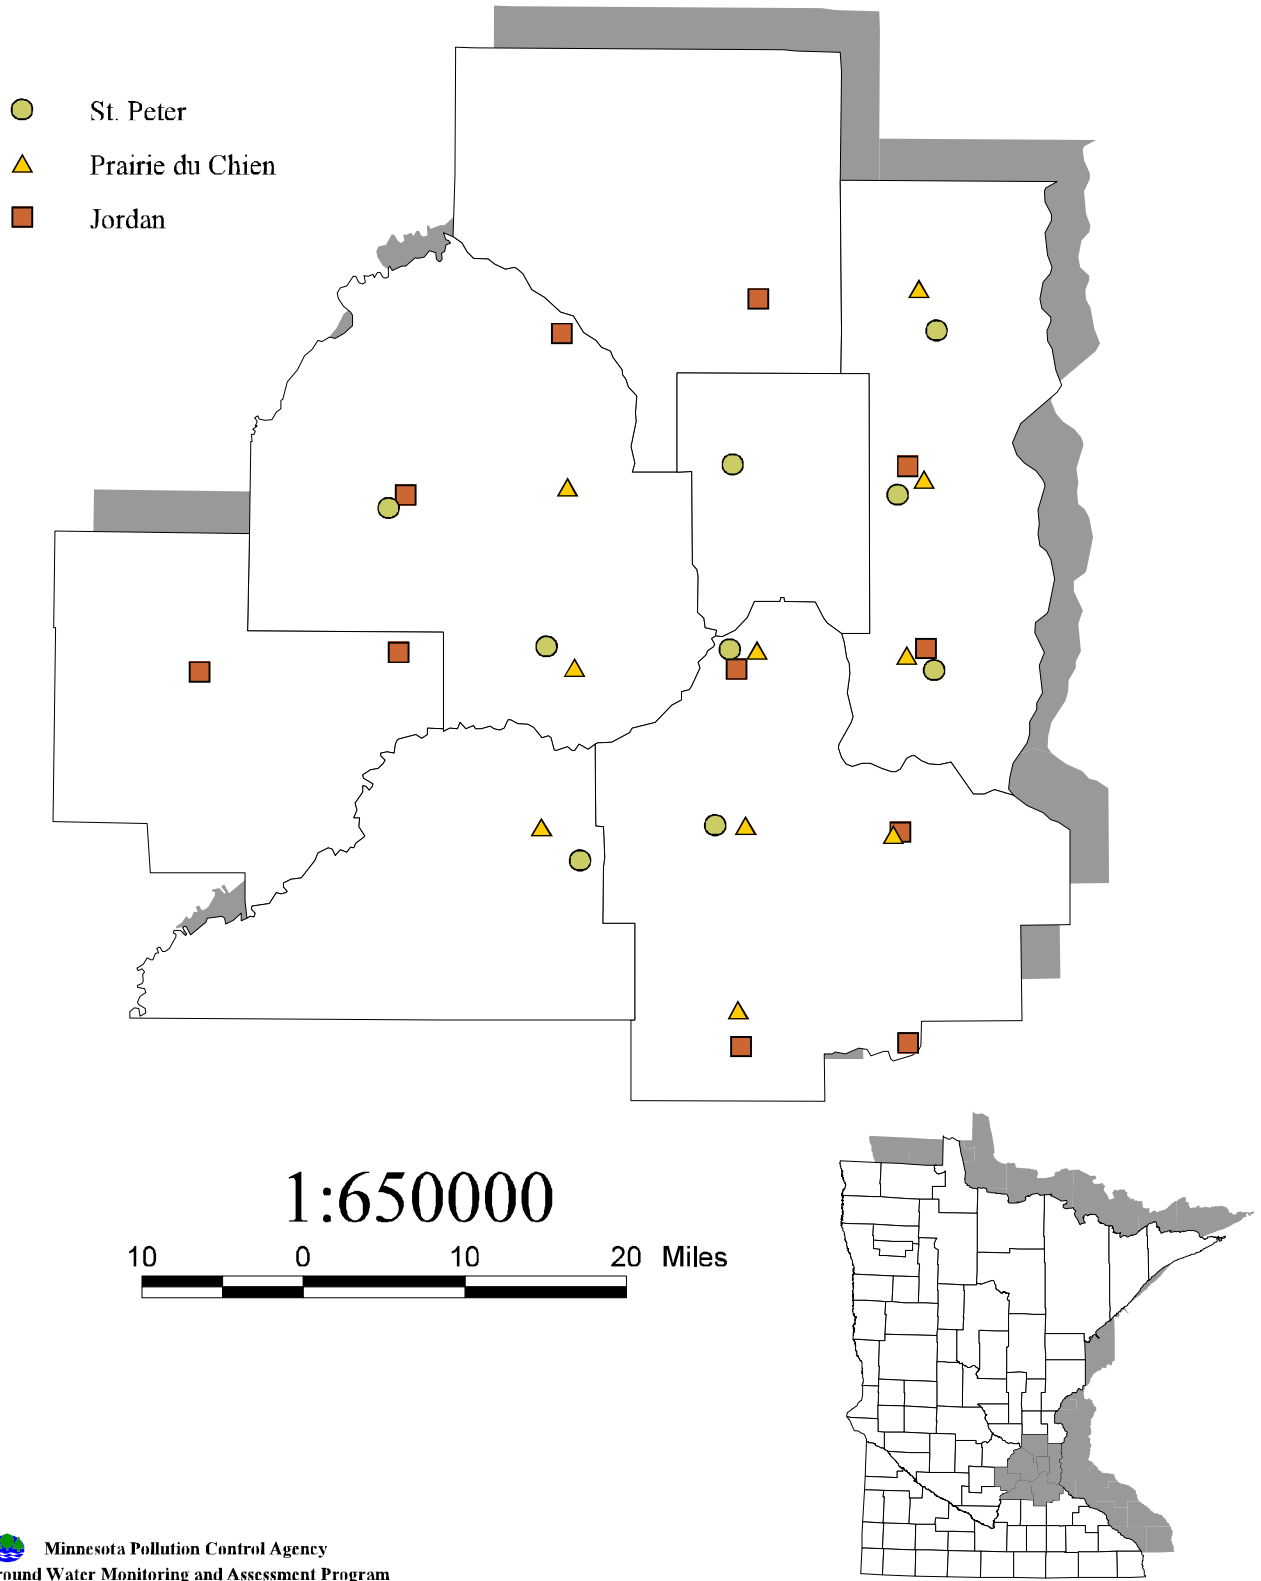 St. Peter
Prairie du Chien
Jordan
1:650000
10 0 10 20 Miles
Minnesota Pollution Control Agency
round Water Monitoring and Assessment Program